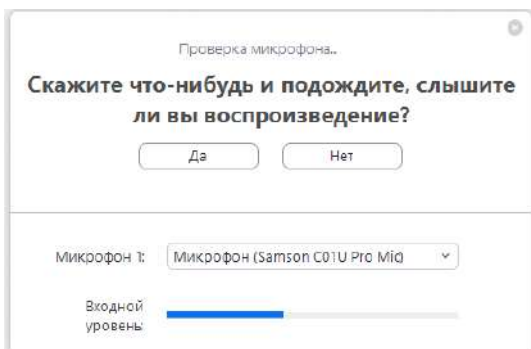 Проверка микрофона..
Скажите что-нибудь и подождите, слышите
ли вы воспроизведение?
Да
Нет
Микрофон 1:
Микрофон (Samson C01U Pro Mic)
Входной
уровень: